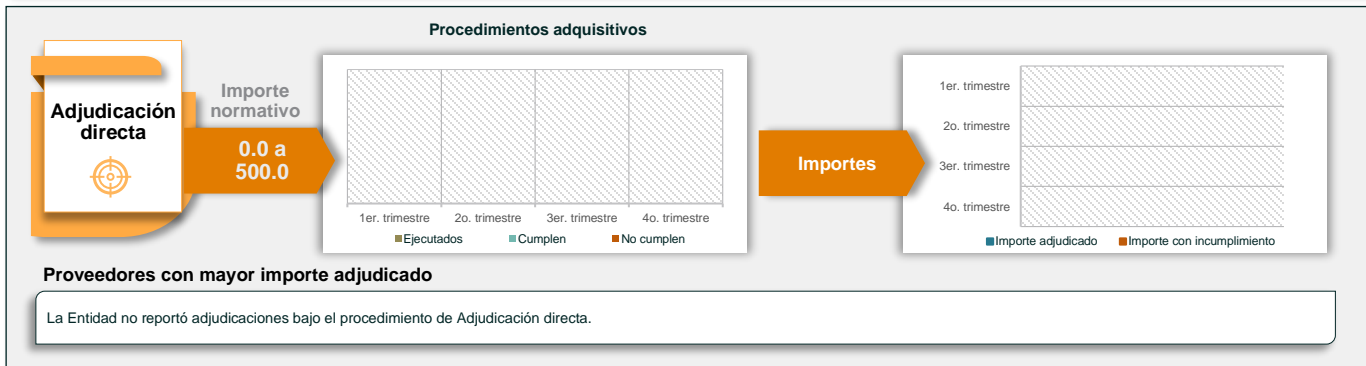 Procedimientos adquisitivos
Adjudicación
directa
Importe
normativo
0.0 a
500.0
1er. trimestre 2o. trimestre 3er. trimestre 4o. trimestre
Ejecutados Cumplen No cumplen
Importes
1er. trimestre
2o. trimestre
3er. trimestre
4o. trimestre
Importe adjudicado Importe con incumplimiento
Proveedores con mayor importe adjudicado
La Entidad no reportó adjudicaciones bajo el procedimiento de Adjudicación directa.